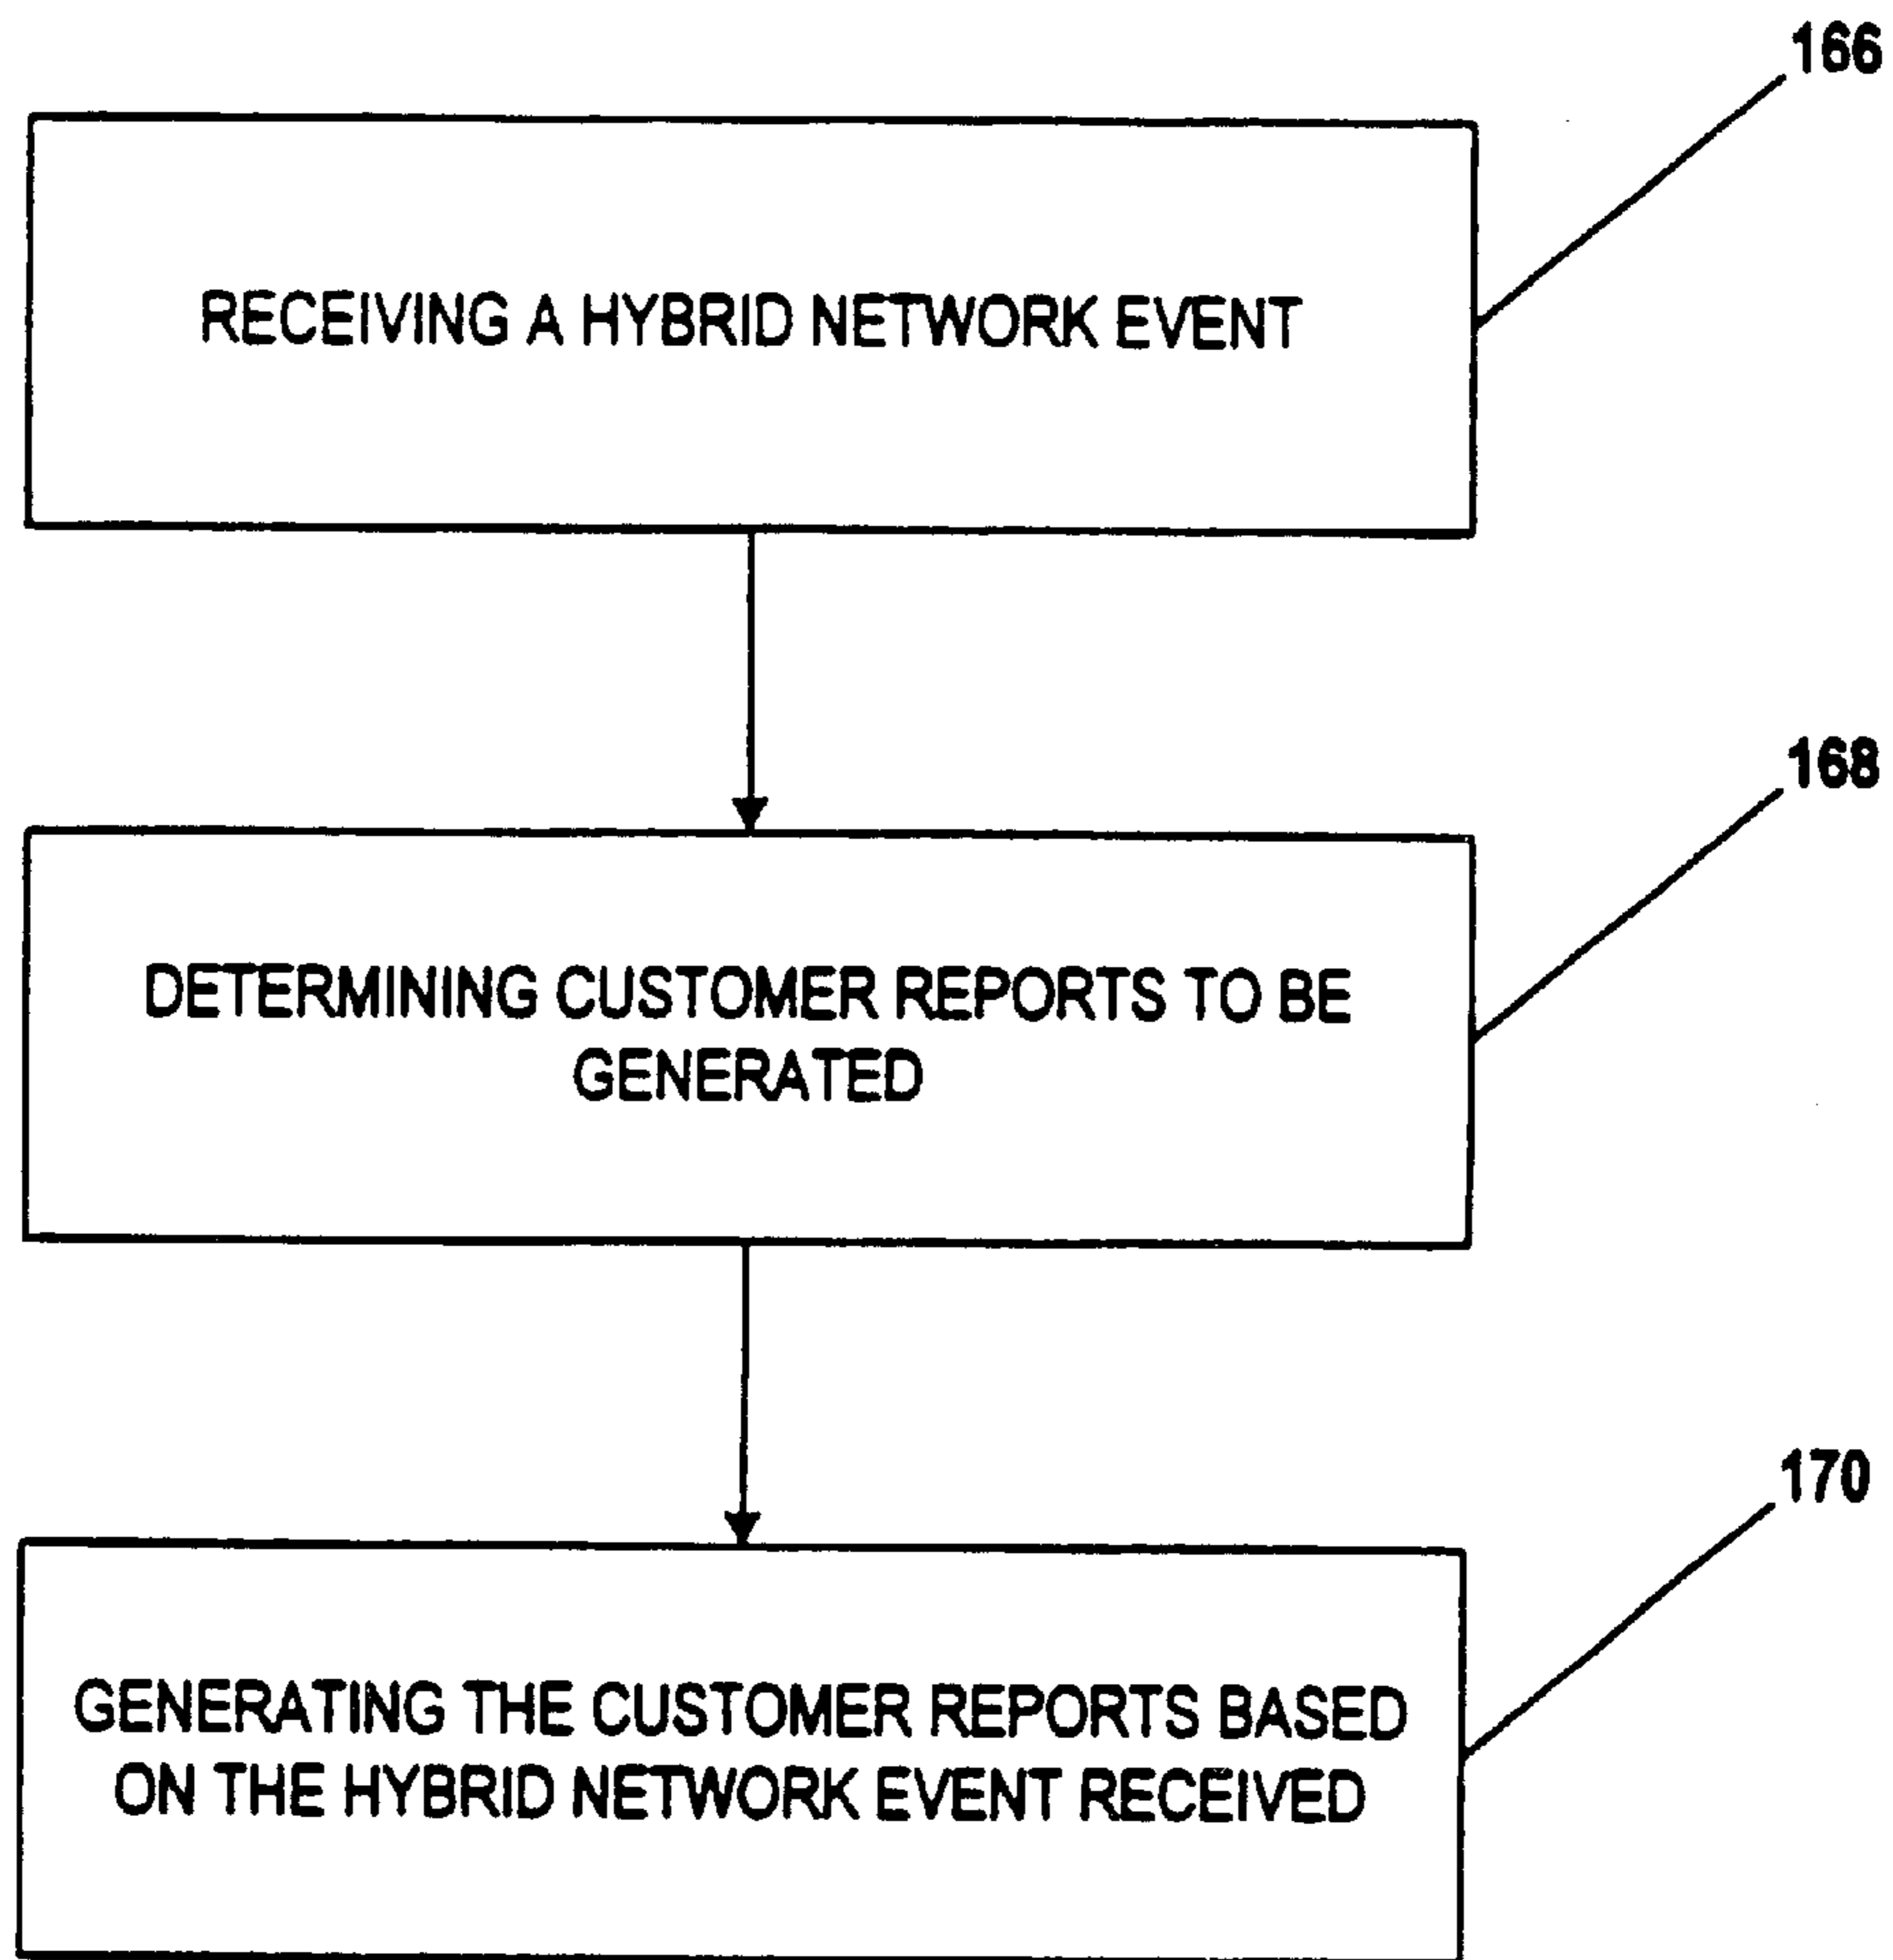 166
RECEIVING A HYBRID NETWORK EVENT
168
DETERMINING CUSTOMER REPORTS TO BE
GENERATED
170
GENERATING THE CUSTOMER REPORTS BASED
ON THE HYBRID NETWORK EVENT RECEIVED